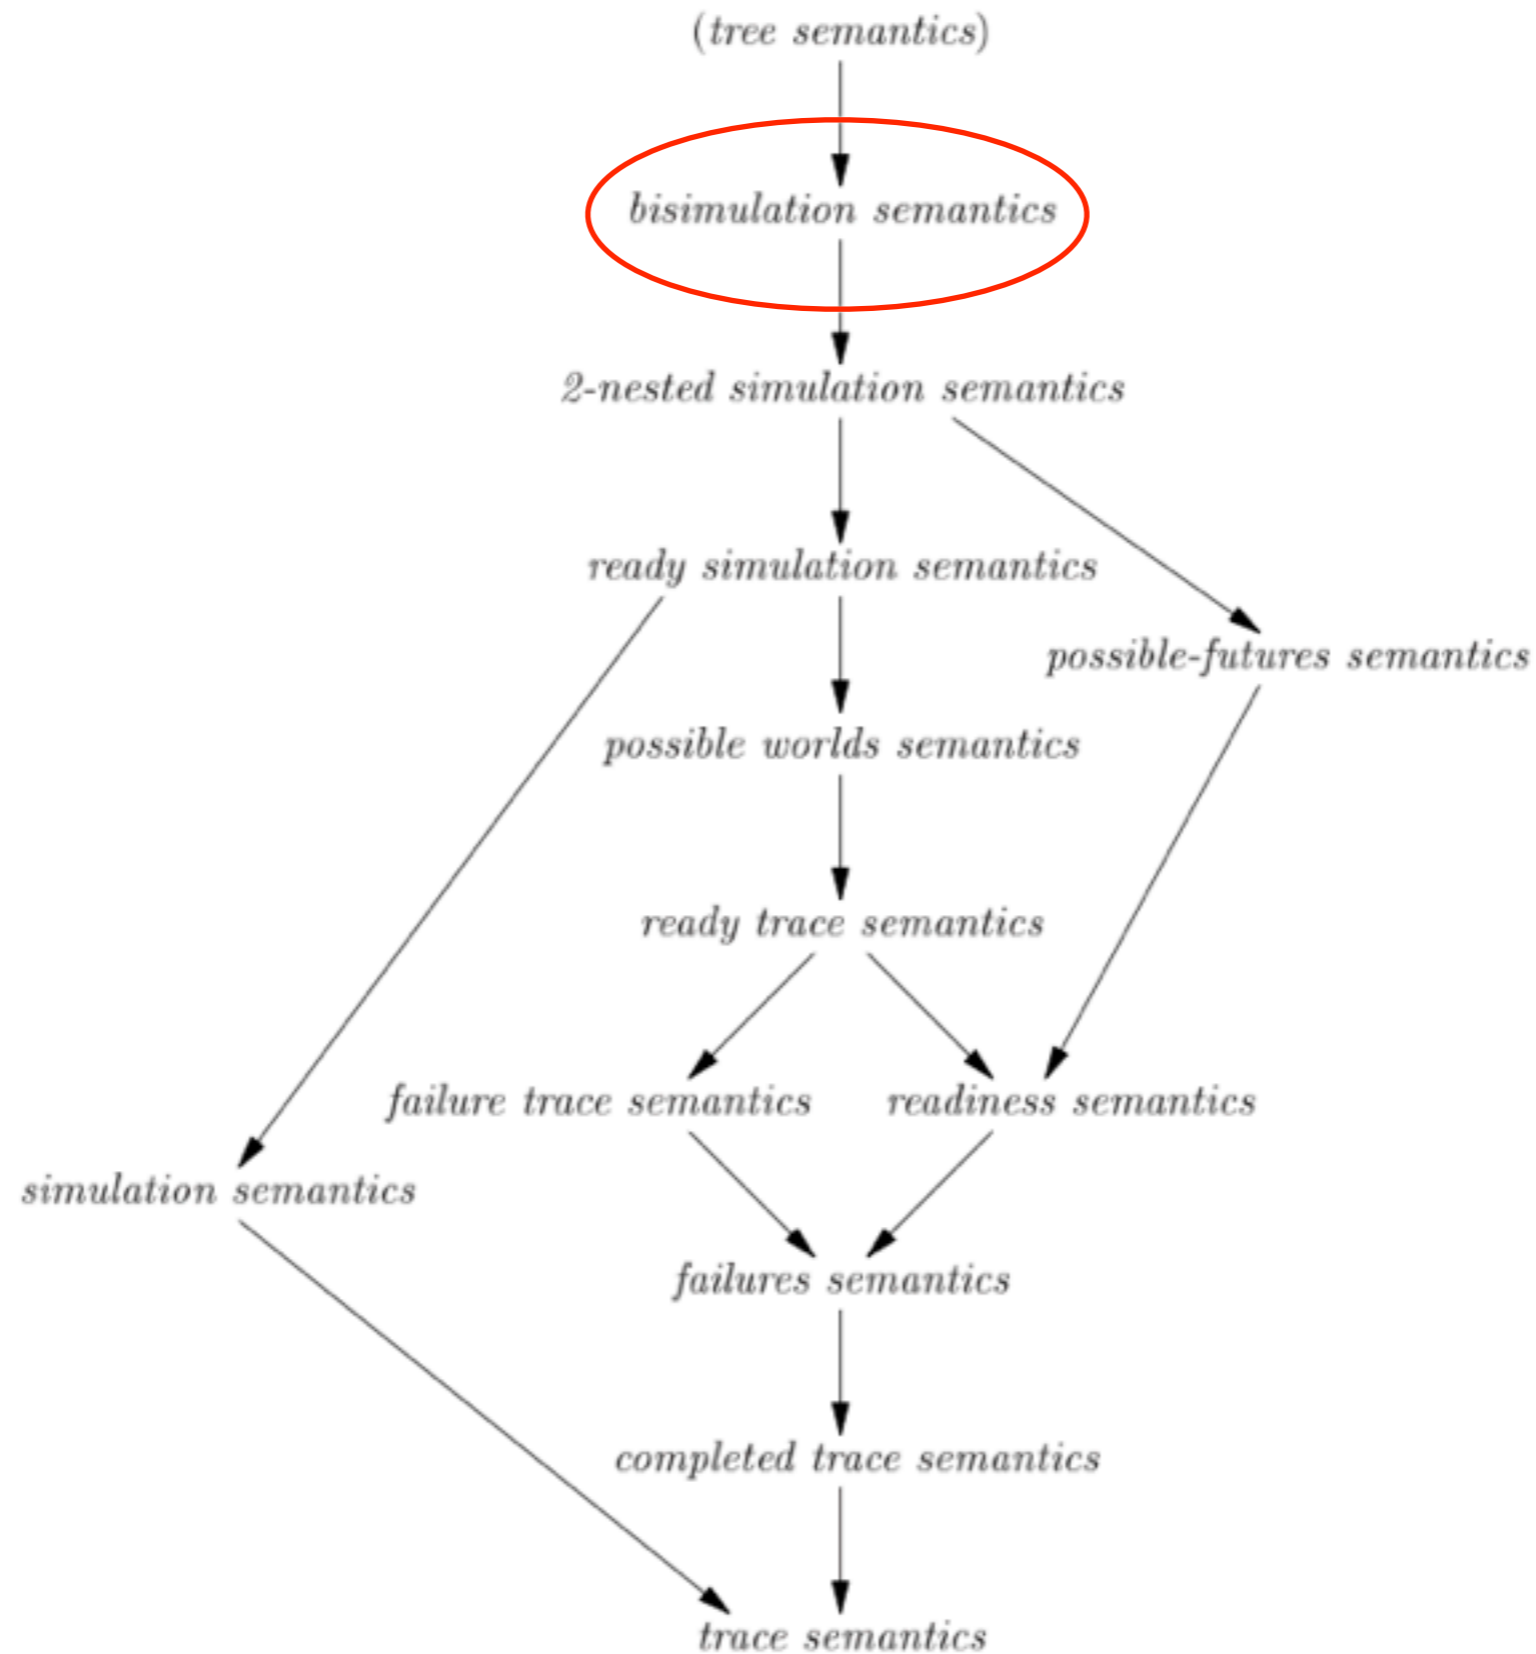 (tree semantics)
bisimulation semantics
2-nested simulation semantics
ready simulation semantics
possible-futures semantics
possible worlds semantics
ready trace semantics
failure trace semantics
readiness semantics
simulation semantics
failures semantics
completed trace semantics
trace semantics